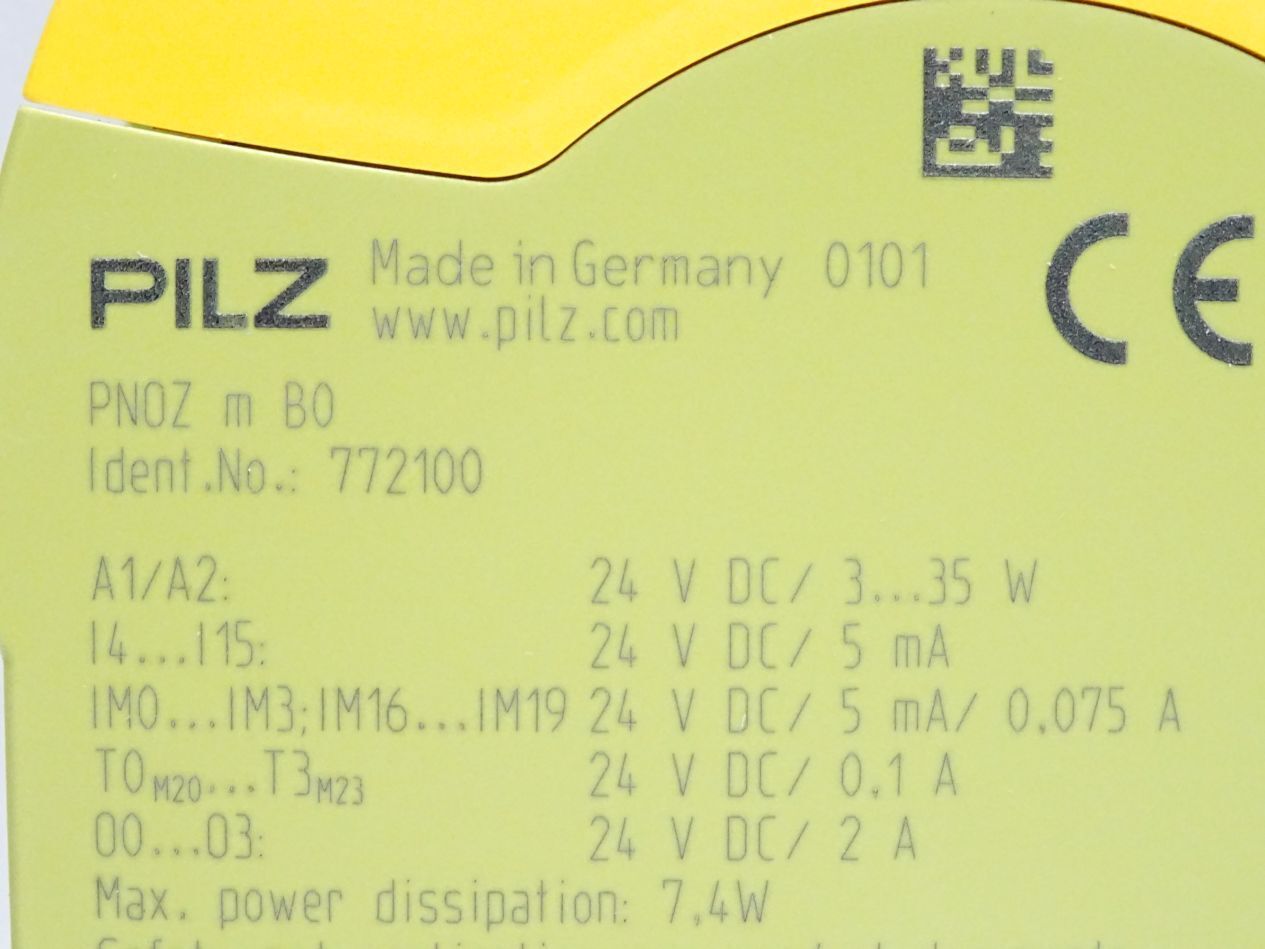 PILZ Made in Germany 0101
www.pilz.com
CE
PNOZ m B0
Ident.No.: 772100
A1/A2: 24 V DC/ 3...35 W
I4...I15: 24 V DC/ 5 mA
IM0...IM3;IM16...IM19 24 V DC/ 5 mA/ 0,075 A
T0M20...T3M23 24 V DC/ 0,1 A
O0...O3: 24 V DC/ 2 A
Max. power dissipation: 7,4W